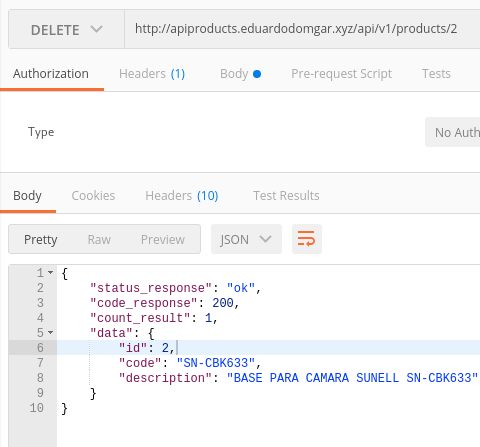 DELETE http://apiproducts.eduardodomgar.xyz/api/v1/products/2
Authorization Headers (1) Body Pre-request Script Tests
Type No Auth
Body Cookies Headers (10) Test Results
Pretty Raw Preview JSON
1 {
2 "status_response": "ok",
3 "code_response": 200,
4 "count_result": 1,
5 "data": {
6 "id": 2,
7 "code": "SN-CBK633",
8 "description": "BASE PARA CAMARA SUNELL SN-CBK633"
9 }
10 }